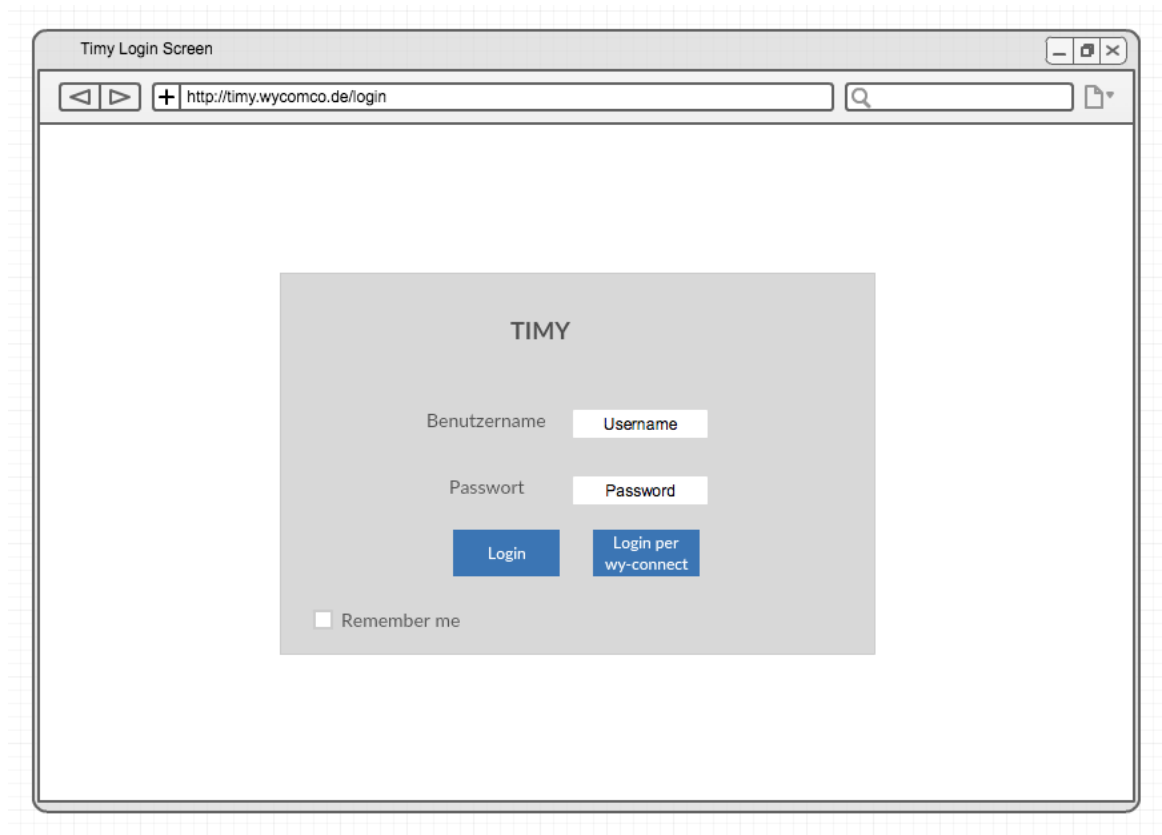 Timy Login Screen
http://timy.wycomco.de/login
TIMY
Benutzername
Username
Passwort
Password
Login
Login per
wy-connect
Remember me